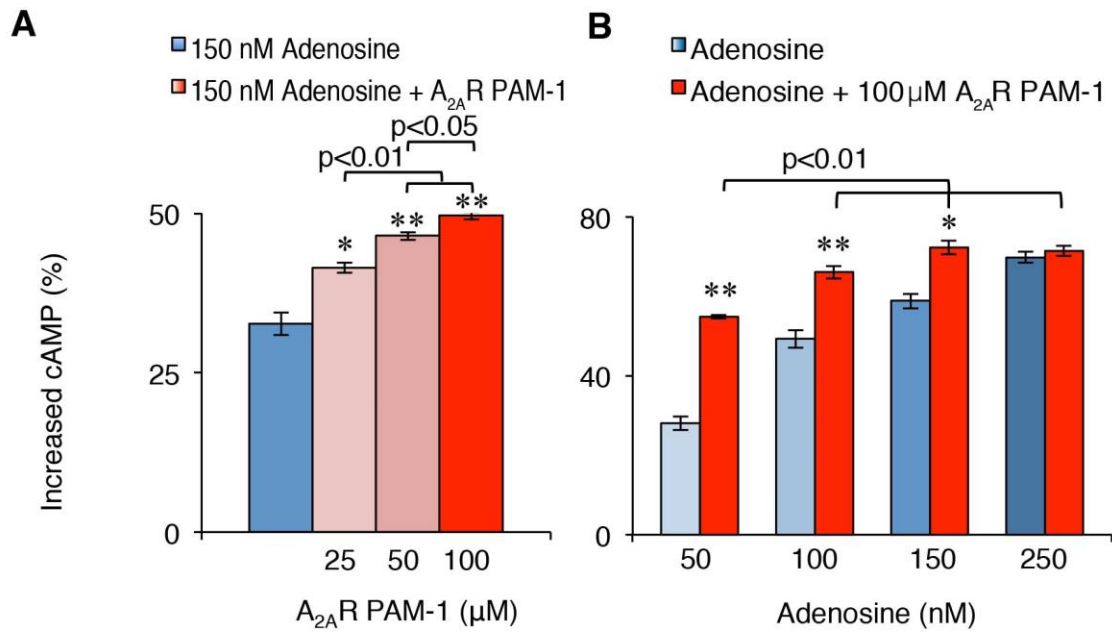 A
150 nM Adenosine
150 nM Adenosine + A₂ₐR PAM-1
p<0.05
p<0.01
**
**
*
50
25
0
Increased cAMP (%)
25 50 100
A₂ₐR PAM-1 (µM)
B
Adenosine
Adenosine + 100µM A₂ₐR PAM-1
p<0.01
*
**
**
80
40
0
50 100 150 250
Adenosine (nM)